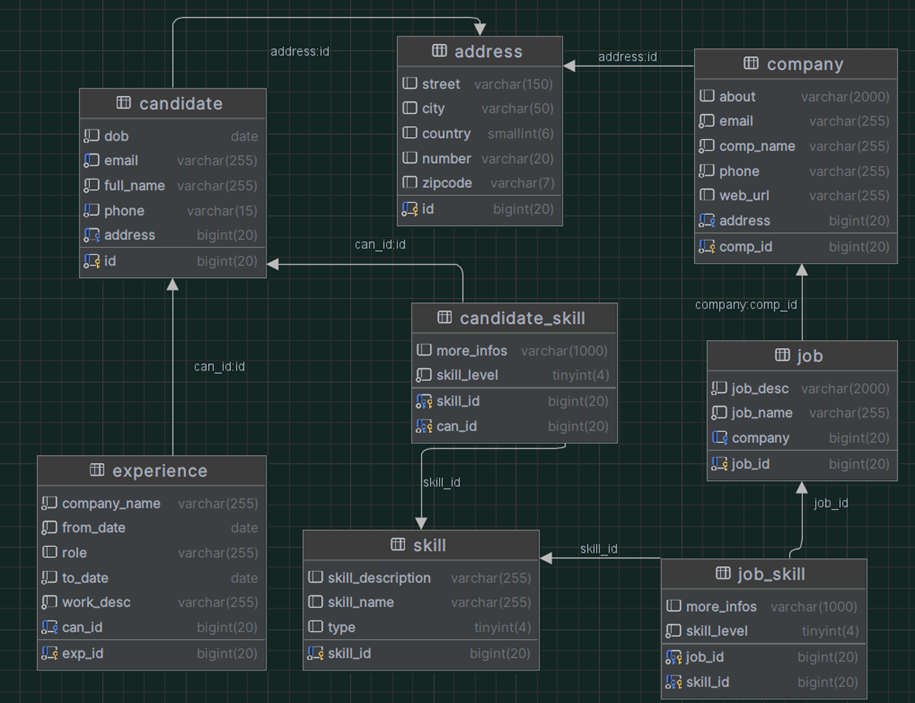 address:id
address
street varchar(150)
city varchar(50)
country smallint(6)
number varchar(20)
zipcode varchar(7)
id bigint(20)
address:id
company
about varchar(2000)
email varchar(255)
comp_name varchar(255)
phone varchar(255)
web_url varchar(255)
address bigint(20)
comp_id bigint(20)
candidate
dob date
email varchar(255)
full_name varchar(255)
phone varchar(15)
address bigint(20)
id bigint(20)
can_id:id
candidate_skill
more_infos varchar(1000)
skill_level tinyint(4)
skill_id bigint(20)
can_id bigint(20)
company:comp_id
job
job_desc varchar(2000)
job_name varchar(255)
company bigint(20)
job_id bigint(20)
can_id:id
experience
company_name varchar(255)
from_date date
role varchar(255)
to_date date
work_desc varchar(255)
can_id bigint(20)
exp_id bigint(20)
skill_id
skill
skill_description varchar(255)
skill_name varchar(255)
type tinyint(4)
skill_id bigint(20)
skill_id
job_id
job_skill
more_infos varchar(1000)
skill_level tinyint(4)
job_id bigint(20)
skill_id bigint(20)